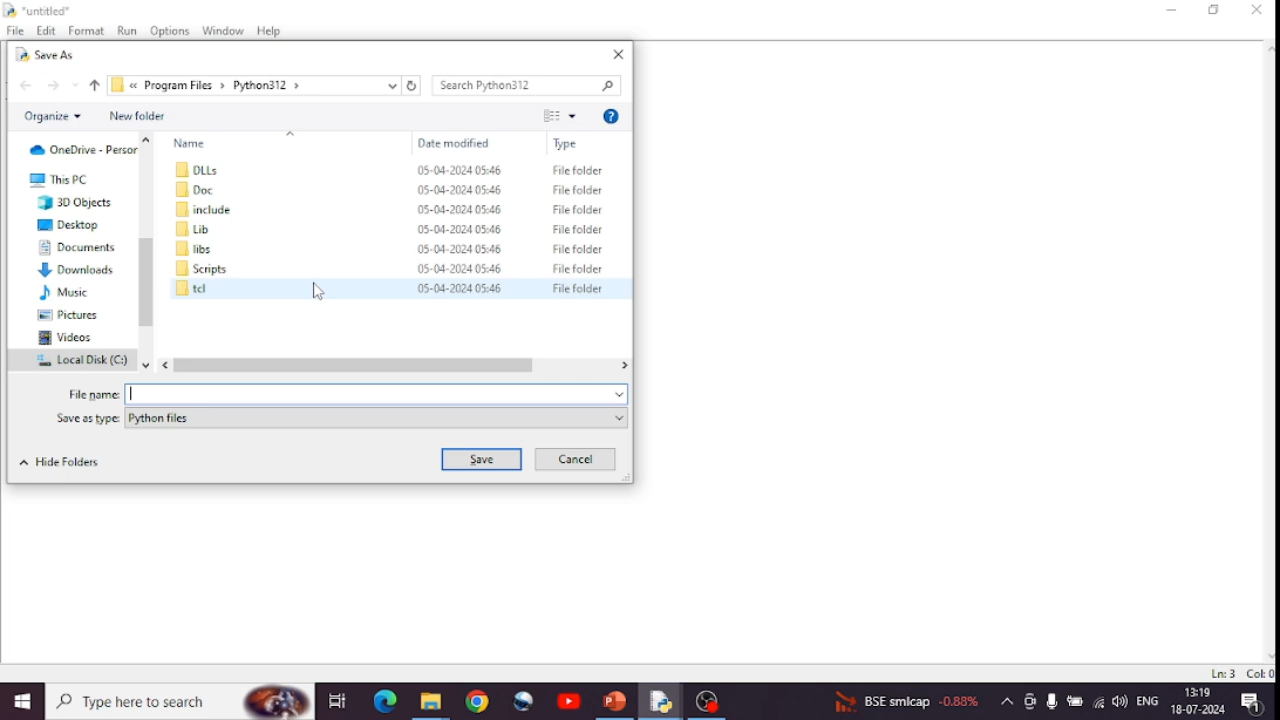 *untitled*
File Edit Format Run Options Window Help
Save As
« Program Files › Python312 ›
Search Python312
Organize
New folder
Name Date modified Type
OneDrive - Person
This PC
3D Objects
Desktop
Documents
Downloads
Music
Pictures
Videos
Local Disk (C:)
DLLs 05-04-2024 05:46 File folder
Doc 05-04-2024 05:46 File folder
include 05-04-2024 05:46 File folder
Lib 05-04-2024 05:46 File folder
libs 05-04-2024 05:46 File folder
Scripts 05-04-2024 05:46 File folder
tcl 05-04-2024 05:46 File folder
File name:
Save as type: Python files
Hide Folders
Save
Cancel
Ln: 3 Col: 0
Type here to search
BSE smlcap -0.88%
ENG
13:19
18-07-2024
1